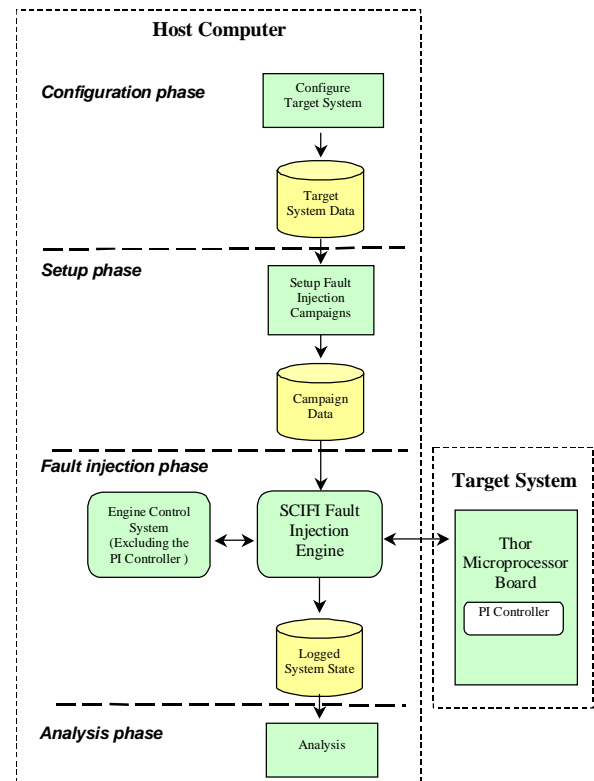 Host Computer
Configuration phase
Configure
Target System
Target
System Data
Setup phase
Setup Fault
Injection
Campaigns
Campaign
Data
Fault injection phase
Engine Control
System
(Excluding the
PI Controller )
SCIFI Fault
Injection
Engine
Target System
Thor
Microprocessor
Board
PI Controller
Logged
System State
Analysis phase
Analysis